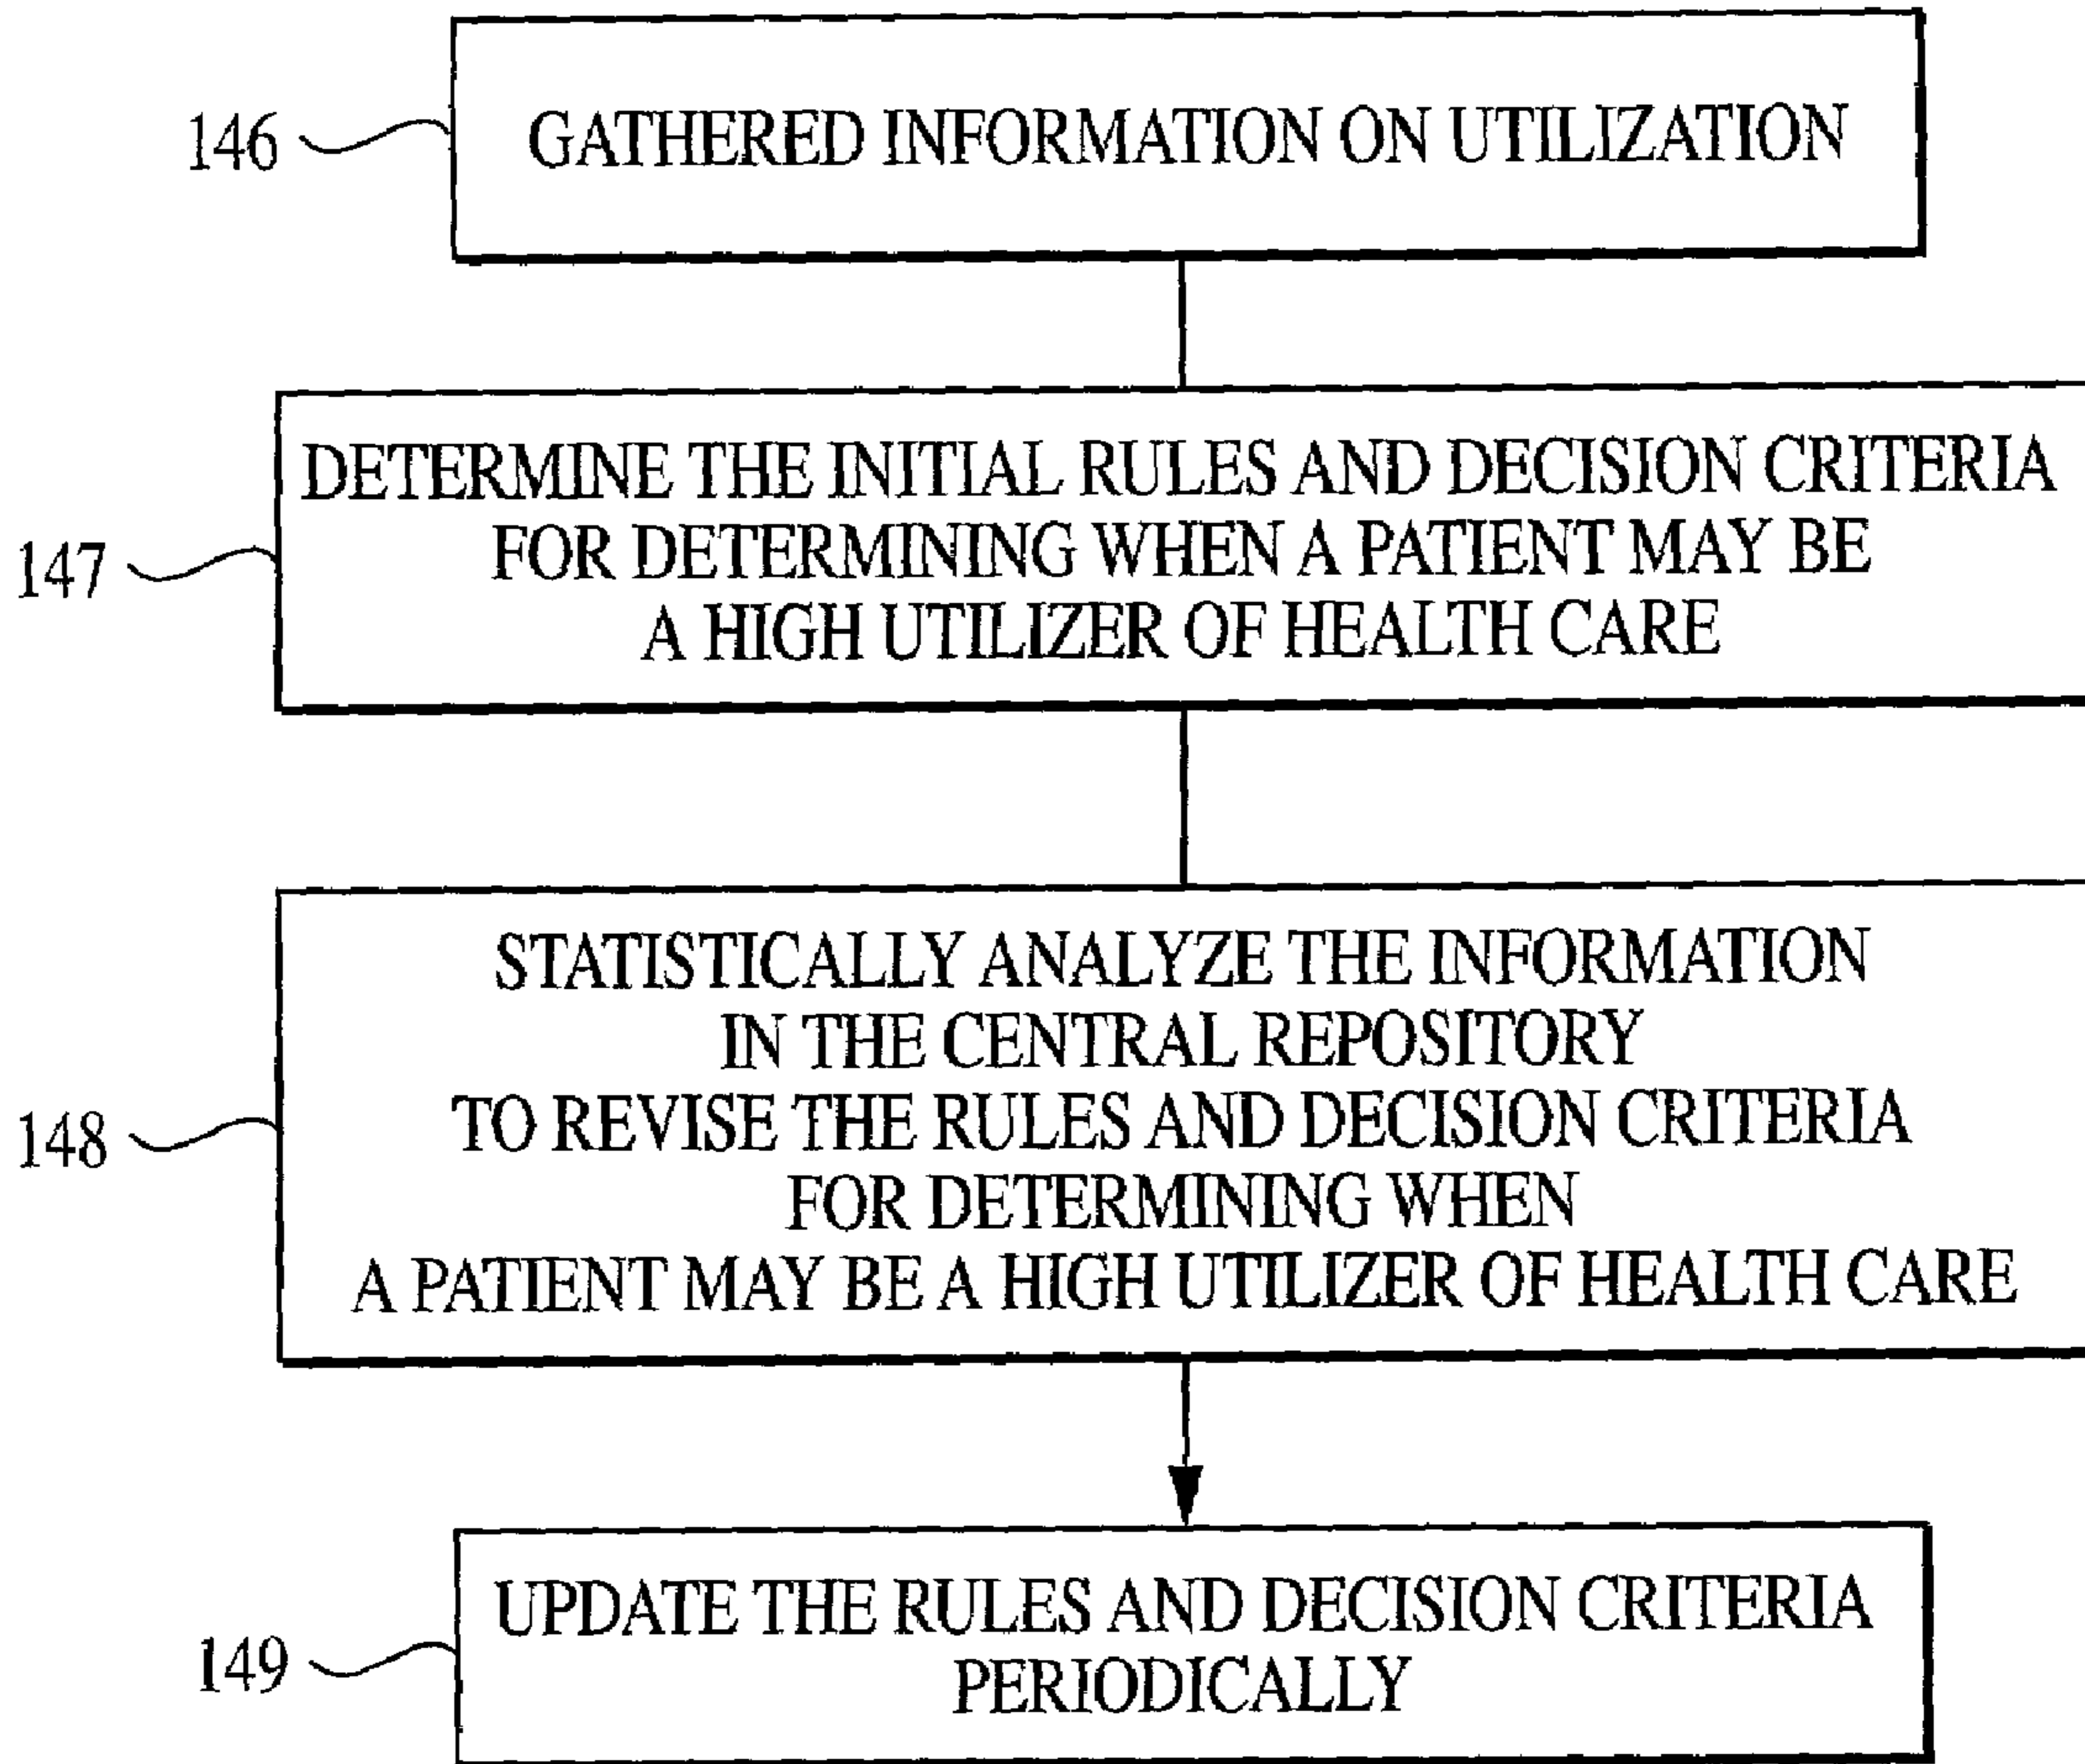 146
GATHERED INFORMATION ON UTILIZATION
147
DETERMINE THE INITIAL RULES AND DECISION CRITERIA
FOR DETERMINING WHEN A PATIENT MAY BE
A HIGH UTILIZER OF HEALTH CARE
148
STATISTICALLY ANALYZE THE INFORMATION
IN THE CENTRAL REPOSITORY
TO REVISE THE RULES AND DECISION CRITERIA
FOR DETERMINING WHEN
A PATIENT MAY BE A HIGH UTILIZER OF HEALTH CARE
149
UPDATE THE RULES AND DECISION CRITERIA
PERIODICALLY